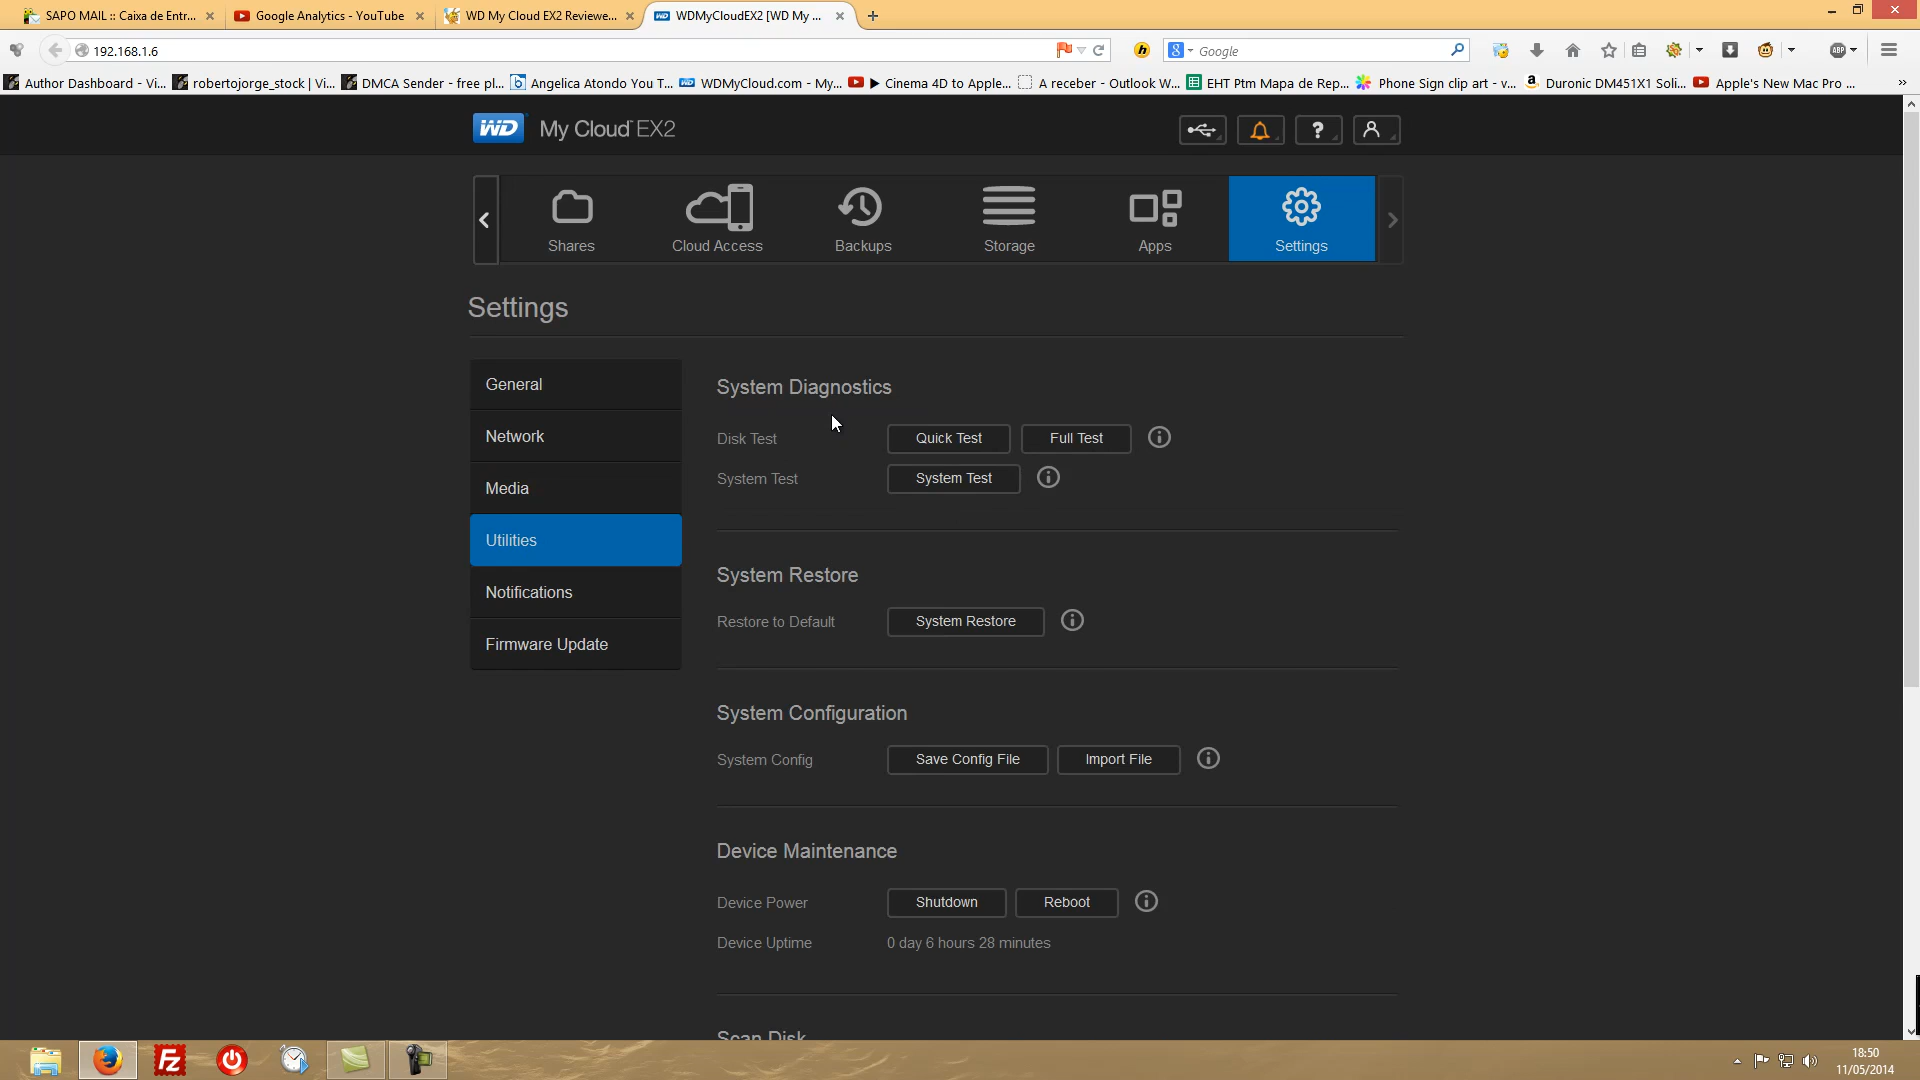 SAPO MAIL :: Caixa de Entr...
Google Analytics - YouTube
WD My Cloud EX2 Reviewe...
WDMyCloudEX2 [WD My ...
192.168.1.6
Google
Author Dashboard - Vi...
robertojorge_stock | Vi...
DMCA Sender - free pl...
Angelica Atondo You T...
WDMyCloud.com - My...
▶ Cinema 4D to Apple...
A receber - Outlook W...
EHT Ptm Mapa de Rep...
Phone Sign clip art - v...
Duronic DM451X1 Soli...
Apple's New Mac Pro ...
WD My Cloud EX2
Shares
Cloud Access
Backups
Storage
Apps
Settings
Settings
General
Network
Media
Utilities
Notifications
Firmware Update
System Diagnostics
Disk Test
Quick Test
Full Test
System Test
System Test
System Restore
Restore to Default
System Restore
System Configuration
System Config
Save Config File
Import File
Device Maintenance
Device Power
Shutdown
Reboot
Device Uptime
0 day 6 hours 28 minutes
Scan Disk
18:50
11/05/2014